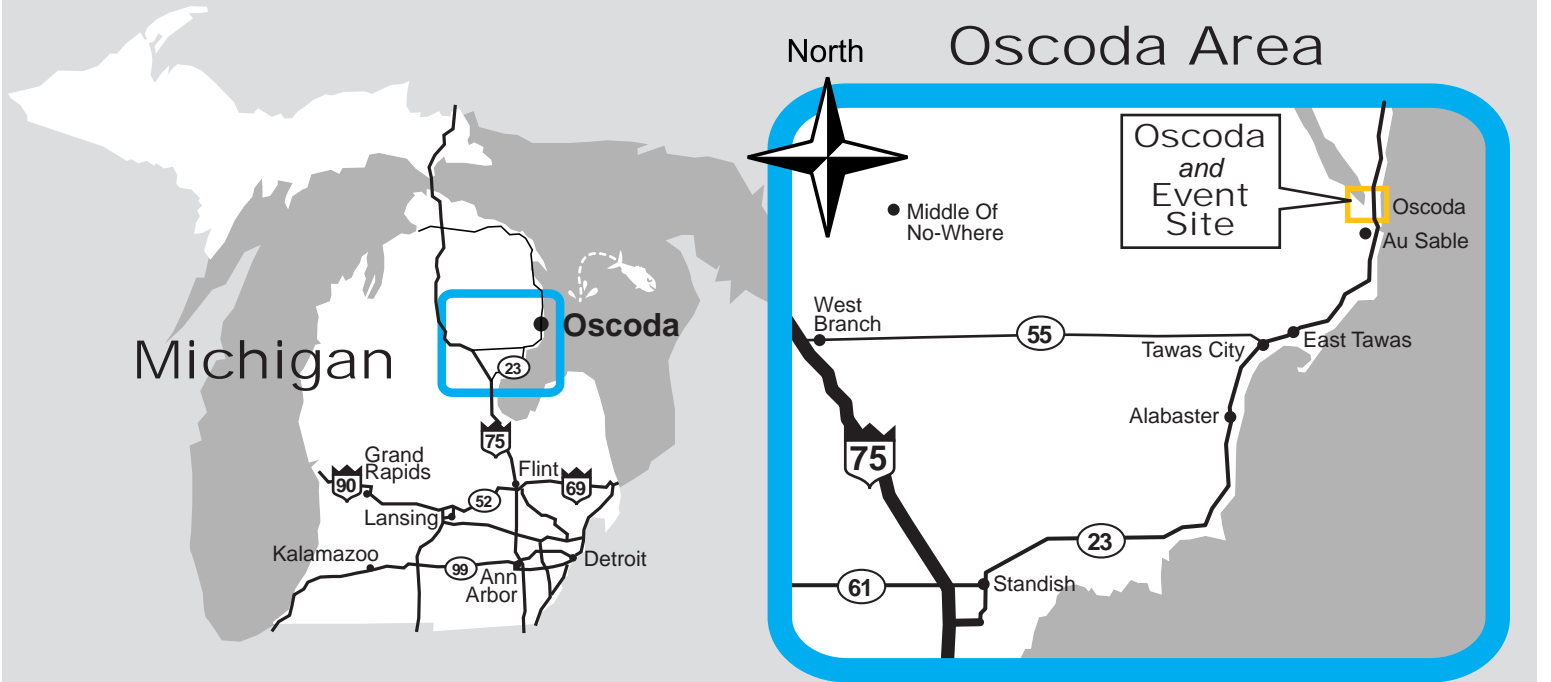 Michigan
Oscoda
23
75
Grand
Rapids
90
Flint
69
52
Lansing
Kalamazoo
99
Ann
Arbor
Detroit
North
Oscoda Area
Oscoda
and
Event
Site
Oscoda
Au Sable
Middle Of
No-Where
West
Branch
55
Tawas City
East Tawas
Alabaster
75
23
61
Standish